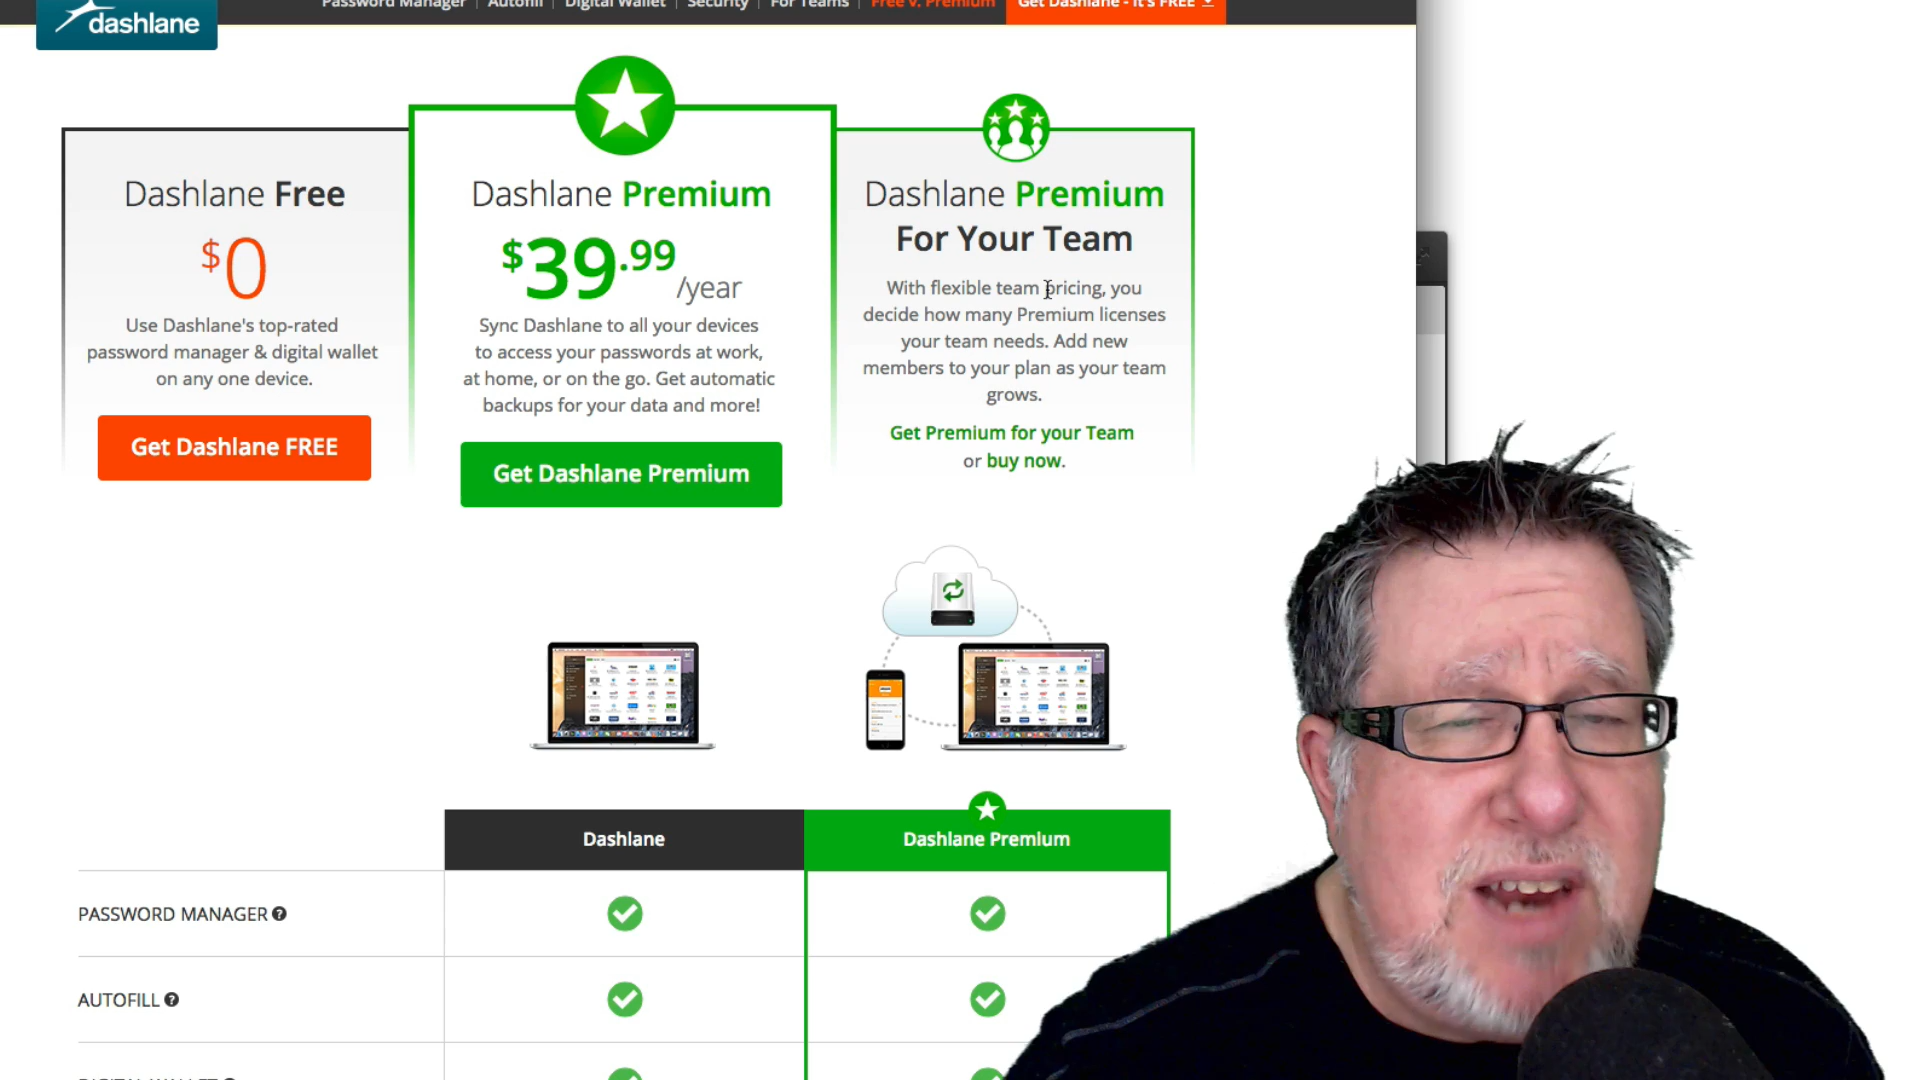 Password Manager | Autofill | Digital Wallet | Security | For Teams | Free v. Premium Get Dashlane - It's FREE
dashlane
Dashlane Free
$0
Use Dashlane's top-rated
password manager & digital wallet
on any one device.
Get Dashlane FREE
Dashlane Premium
$39.99
/year
Sync Dashlane to all your devices
to access your passwords at work,
at home, or on the go. Get automatic
backups for your data and more!
Get Dashlane Premium
Dashlane Premium
For Your Team
With flexible team pricing, you
decide how many Premium licenses
your team needs. Add new
members to your plan as your team
grows.
Get Premium for your Team
or buy now.
Dashlane Dashlane Premium
PASSWORD MANAGER ?
AUTOFILL ?
DIGITAL WALLET ?